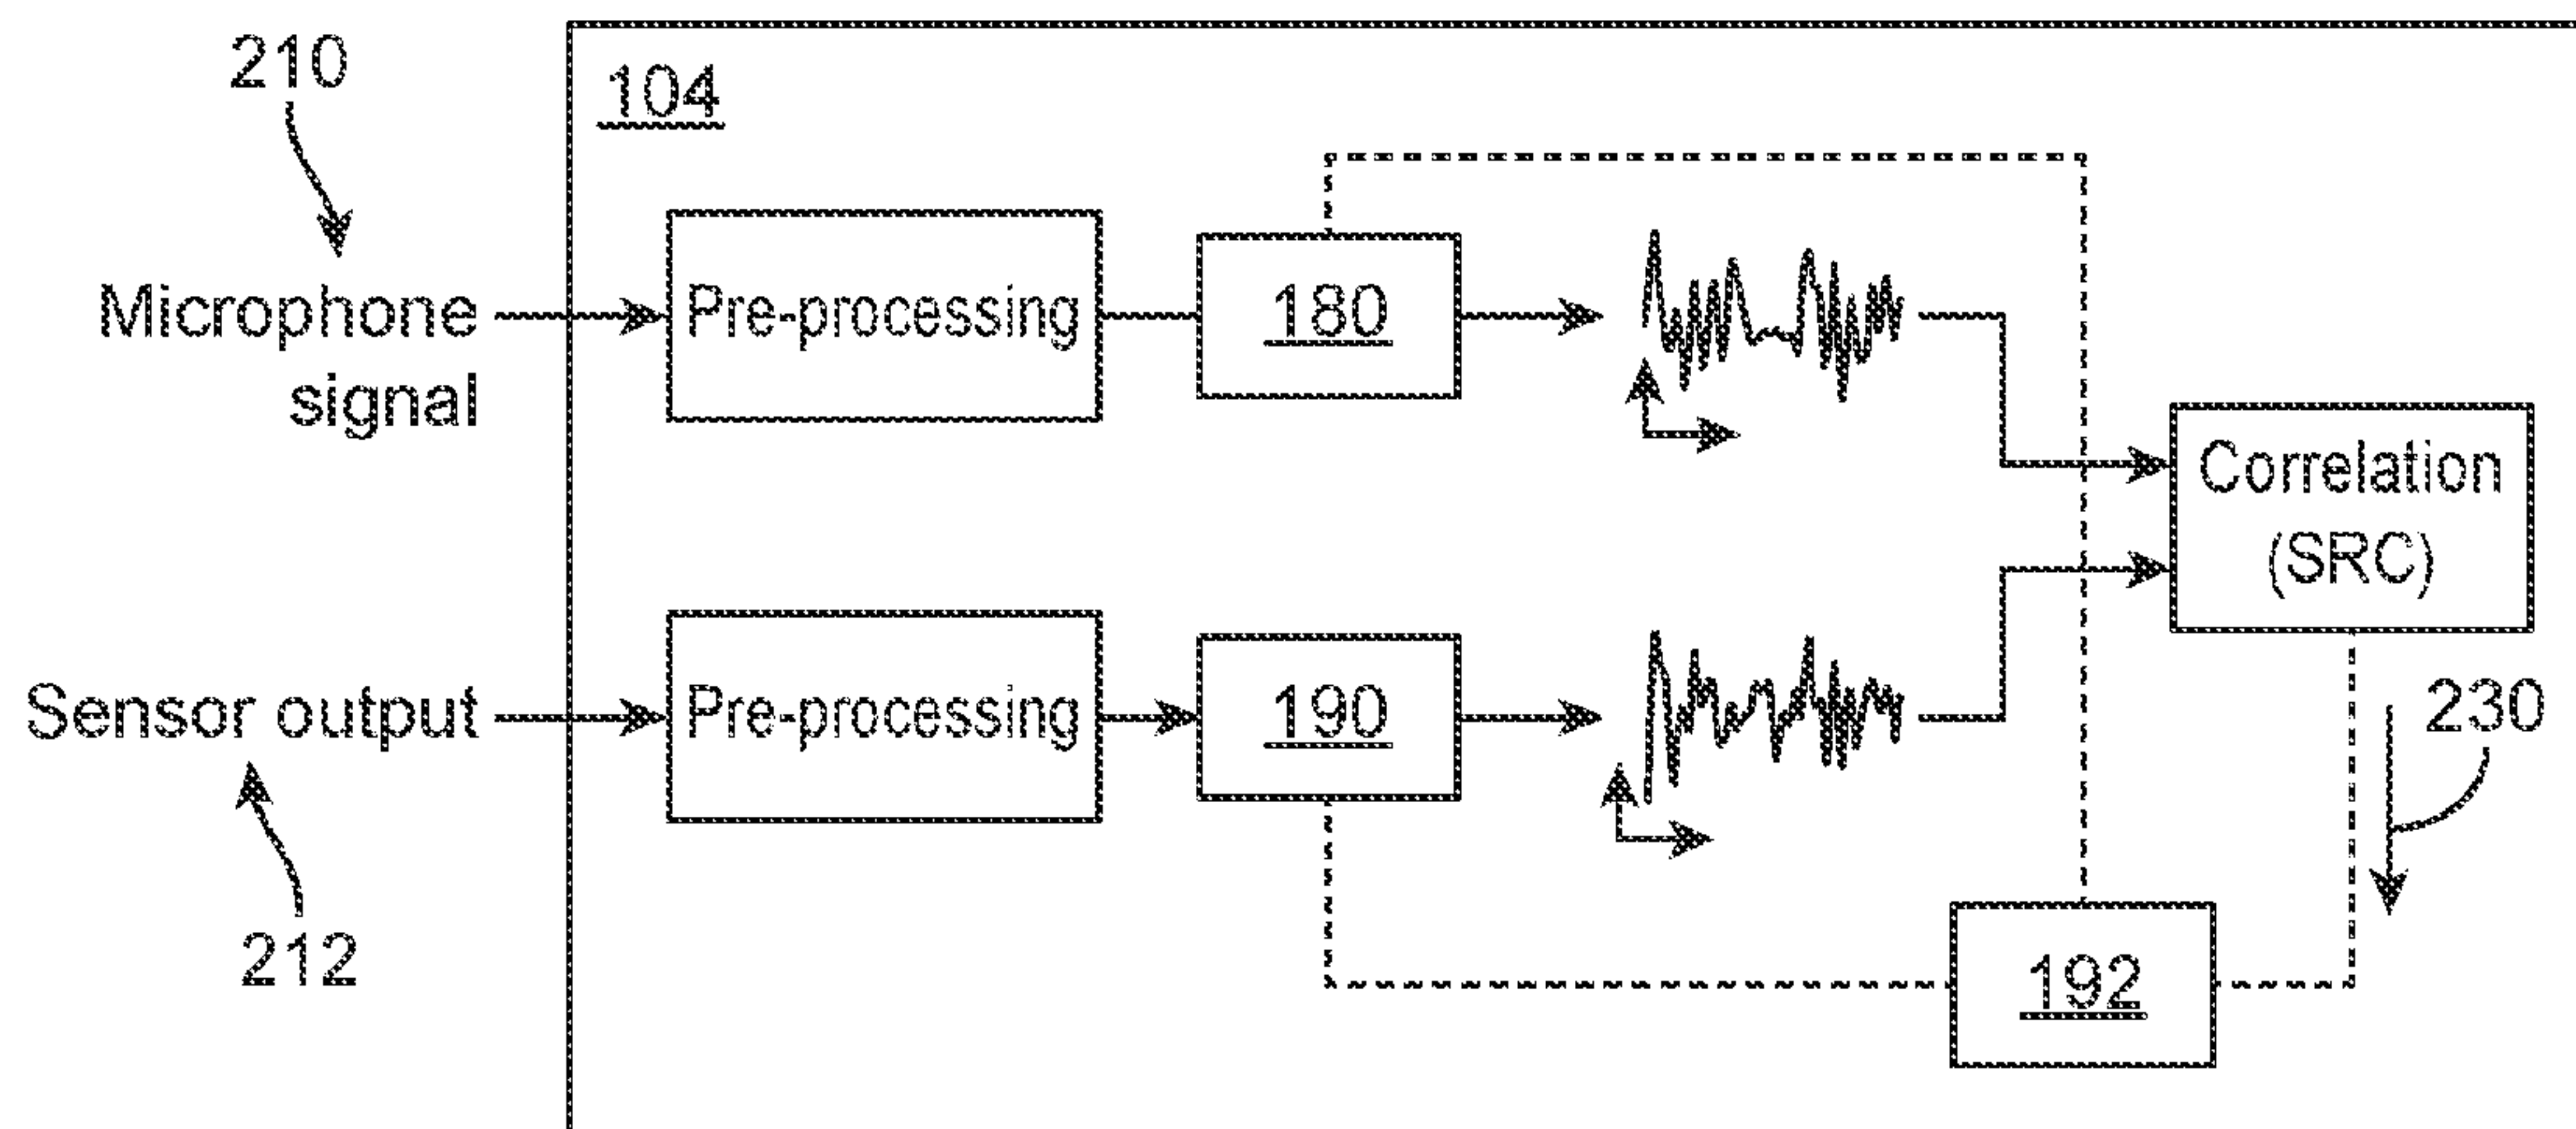 210
104
Microphone
signal
Pre-processing
180
Correlation
(SRC)
Sensor output
Pre-processing
190
230
212
192